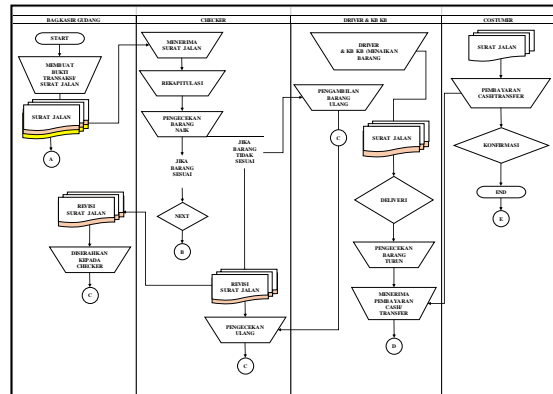 BAGKASIR GUDANG
CHECKER
DRIVER & KB KB
COSTUMER
START
MEMBUAT
BUKTI
TRANSAKSI/
SURAT JALAN
SURAT JALAN
A
REVISI
SURAT JALAN
DISERAHKAN
KEPADA
CHECKER
C
MENERIMA
SURAT JALAN
REKAPITULASI
PENGECEKAN
BARANG
NAIK
JIKA
BARANG
SESUAI
JIKA
BARANG
TIDAK
SESUAI
NEXT
B
REVISI
SURAT JALAN
PENGECEKAN
ULANG
C
DRIVER
& KB KB (MENAIKAN
BARANG
PENGAMBILAN
BARANG
ULANG
C
SURAT JALAN
DELIVERI
PENGECEKAN
BARANG
TURUN
MENERIMA
PEMBAYARAN
CASH/
TRANSFER
D
SURAT JALAN
PEMBAYARAN
CASH/TRANSFER
KONFIRMASI
END
E